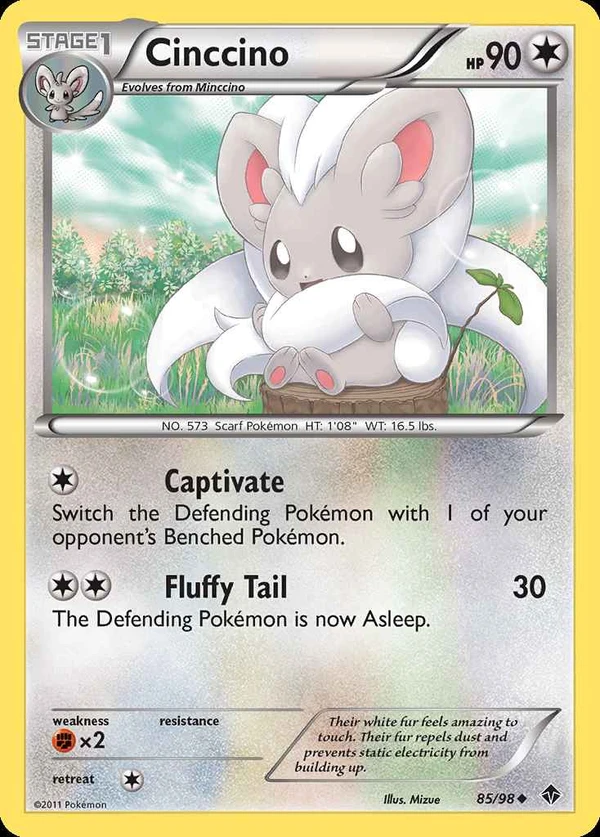 STAGE1
Cinccino
HP 90
Evolves from Minccino
NO. 573 Scarf Pokémon HT: 1'08" WT: 16.5 lbs.
Captivate
Switch the Defending Pokémon with 1 of your
opponent's Benched Pokémon.
Fluffy Tail 30
The Defending Pokémon is now Asleep.
weakness resistance
×2
Their white fur feels amazing to
touch. Their fur repels dust and
prevents static electricity from
building up.
retreat
©2011 Pokémon
Illus. Mizue 85/98